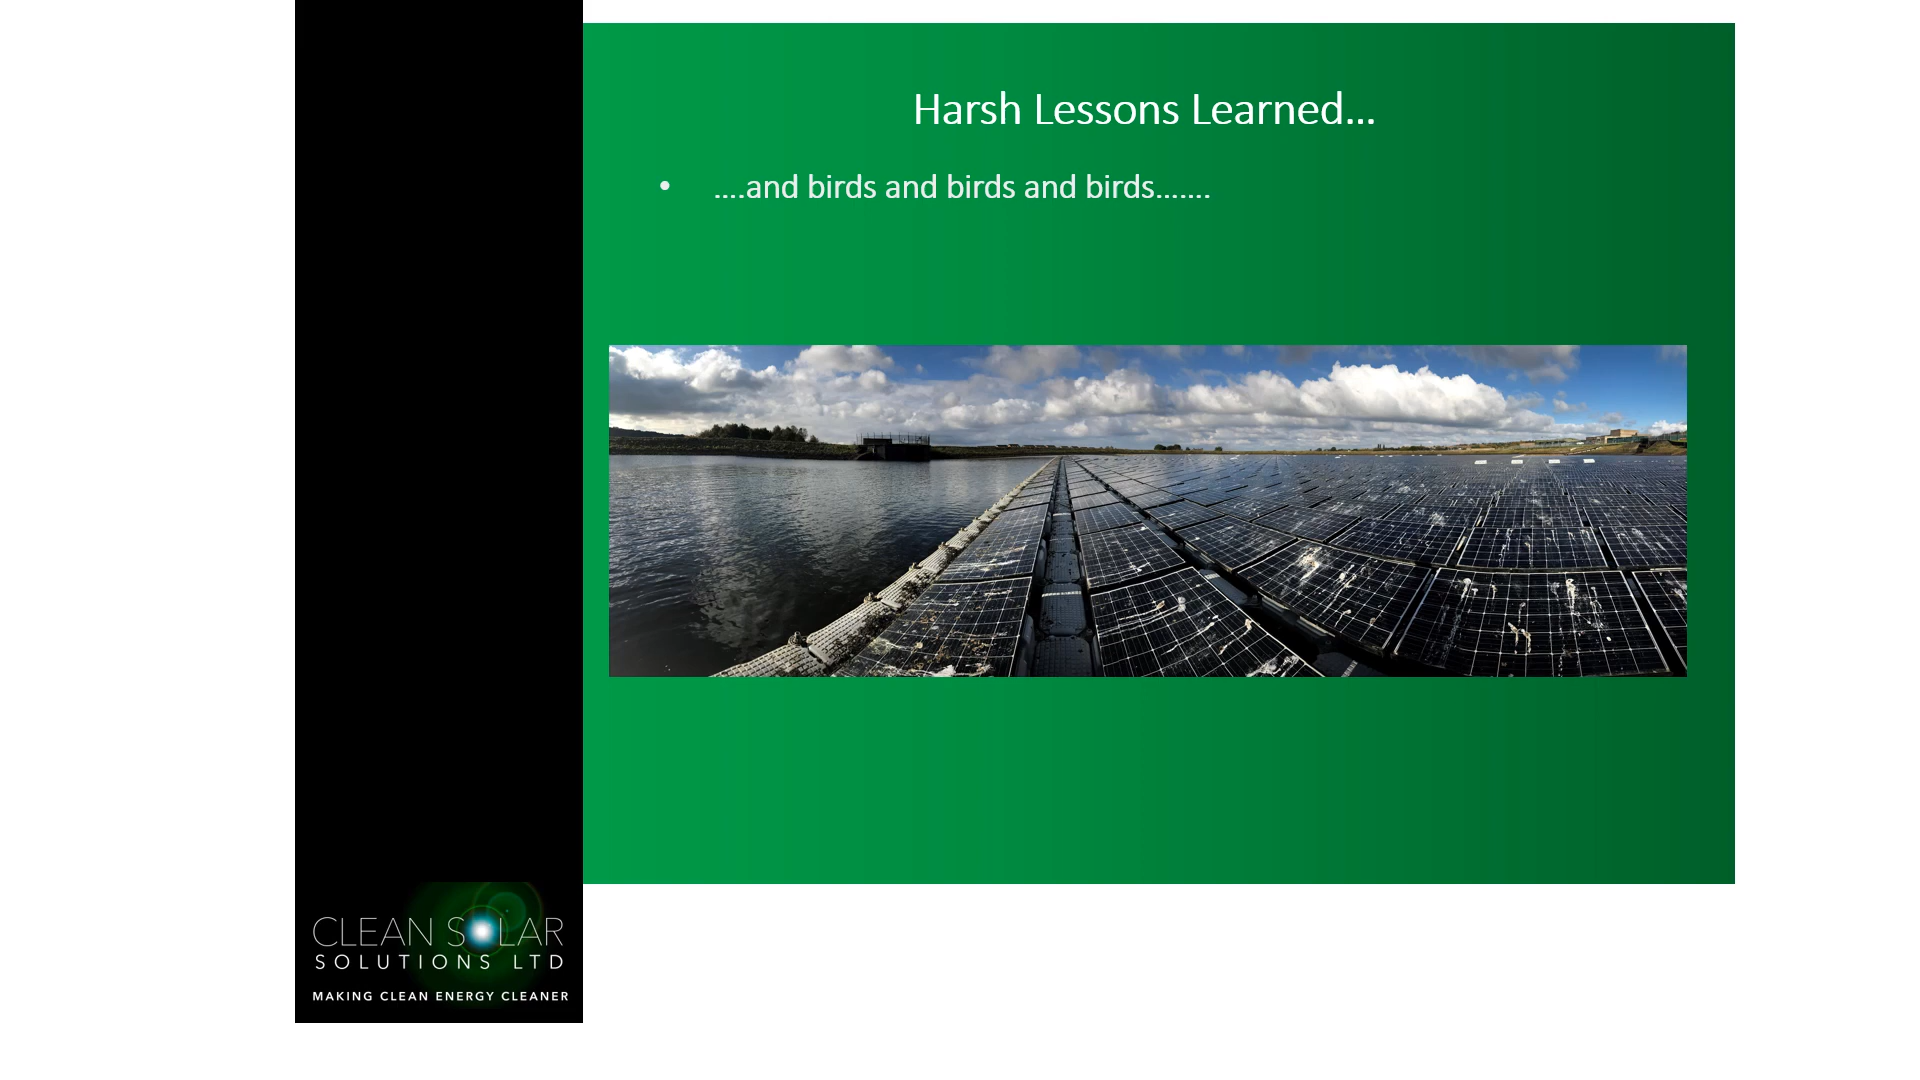 Harsh Lessons Learned...
• ....and birds and birds and birds.......
CLEAN SOLAR
SOLUTIONS LTD
MAKING CLEAN ENERGY CLEANER